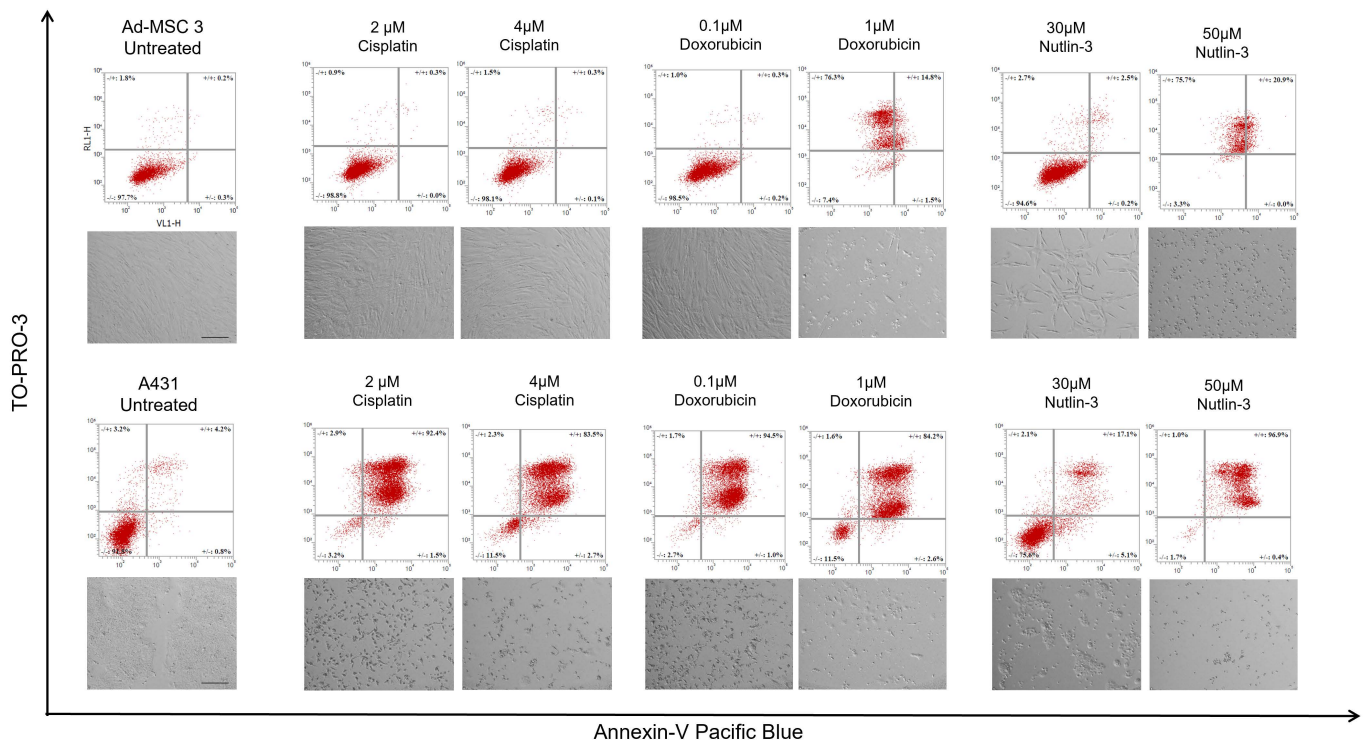 TO-PRO-3
Ad-MSC 3
Untreated
2 µM
Cisplatin
4µM
Cisplatin
0.1µM
Doxorubicin
1µM
Doxorubicin
30µM
Nutlin-3
50µM
Nutlin-3
-/+: 1.8% +/+: 0.2%
-/-: 97.7% +/-: 0.3%
RL1-H
VL1-H
-/+: 0.9% +/+: 0.3%
-/-: 98.8% +/-: 0.0%
-/+: 1.5% +/+: 0.3%
-/-: 98.1% +/-: 0.1%
-/+: 1.0% +/+: 0.3%
-/-: 98.5% +/-: 0.2%
-/+: 76.3% +/+: 14.8%
-/-: 7.4% +/-: 1.5%
-/+: 2.7% +/+: 2.5%
-/-: 94.6% +/-: 0.2%
-/+: 75.7% +/+: 20.9%
-/-: 3.3% +/-: 0.0%
A431
Untreated
2 µM
Cisplatin
4µM
Cisplatin
0.1µM
Doxorubicin
1µM
Doxorubicin
30µM
Nutlin-3
50µM
Nutlin-3
-/+: 3.2% +/+: 4.2%
+/-: 0.8%
-/+: 2.9% +/+: 92.4%
-/-: 3.2% +/-: 1.5%
-/+: 2.3% +/+: 83.5%
-/-: 11.5% +/-: 2.7%
-/+: 1.7% +/+: 94.5%
-/-: 2.7% +/-: 1.0%
-/+: 1.6% +/+: 84.2%
-/-: 11.5% +/-: 2.6%
-/+: 2.1% +/+: 17.1%
-/-: 75.6% +/-: 5.1%
-/+: 1.0% +/+: 96.9%
-/-: 1.7% +/-: 0.4%
Annexin-V Pacific Blue